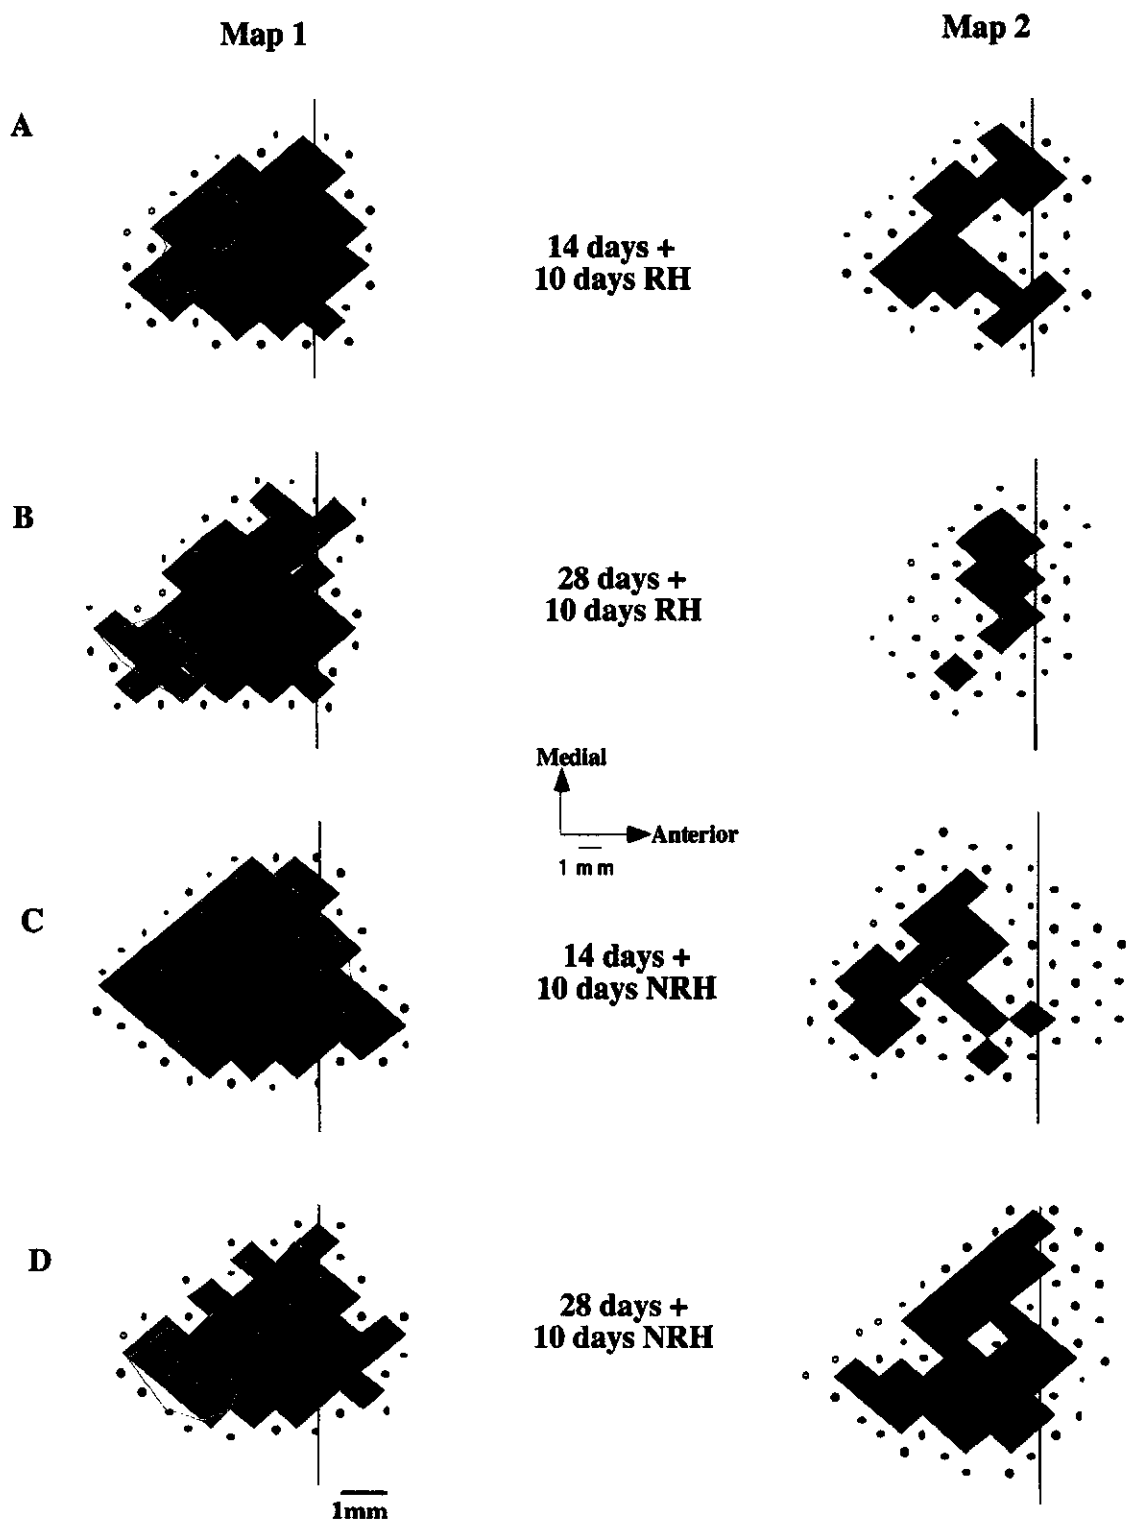 Map 1
Map 2
A
14 days +
10 days RH
B
28 days +
10 days RH
Medial
Anterior
1 mm
C
14 days +
10 days NRH
D
28 days +
10 days NRH
1mm